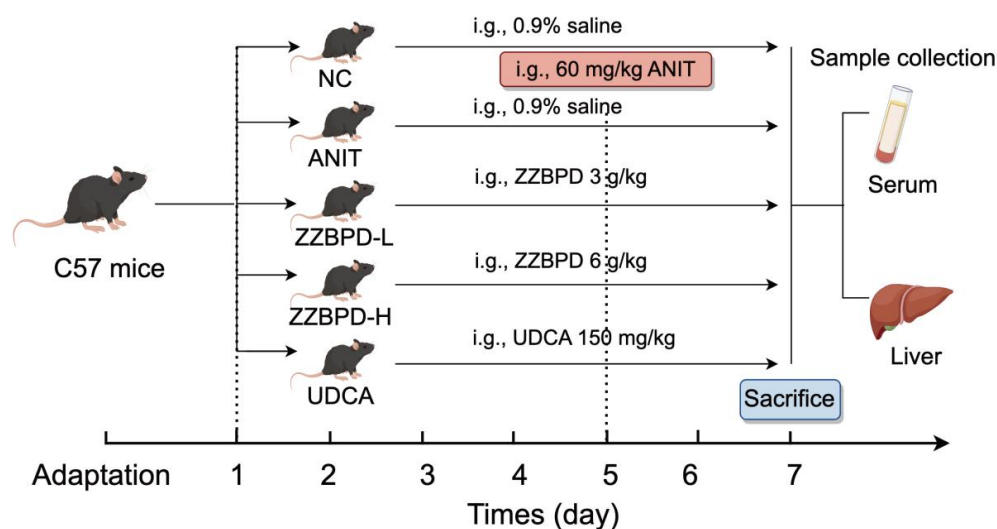 i.g., 0.9% saline
NC
i.g., 60 mg/kg ANIT
Sample collection
i.g., 0.9% saline
ANIT
i.g., ZZBPD 3 g/kg
Serum
ZZBPD-L
C57 mice
i.g., ZZBPD 6 g/kg
ZZBPD-H
i.g., UDCA 150 mg/kg
Liver
UDCA
Sacrifice
Adaptation 1 2 3 4 5 6 7
Times (day)